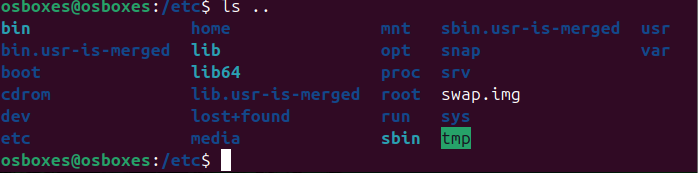 osboxes@osboxes:/etc$ ls ..
bin home mnt sbin.usr-is-merged usr
bin.usr-is-merged lib opt snap var
boot lib64 proc srv
cdrom lib.usr-is-merged root swap.img
dev lost+found run sys
etc media sbin tmp
osboxes@osboxes:/etc$